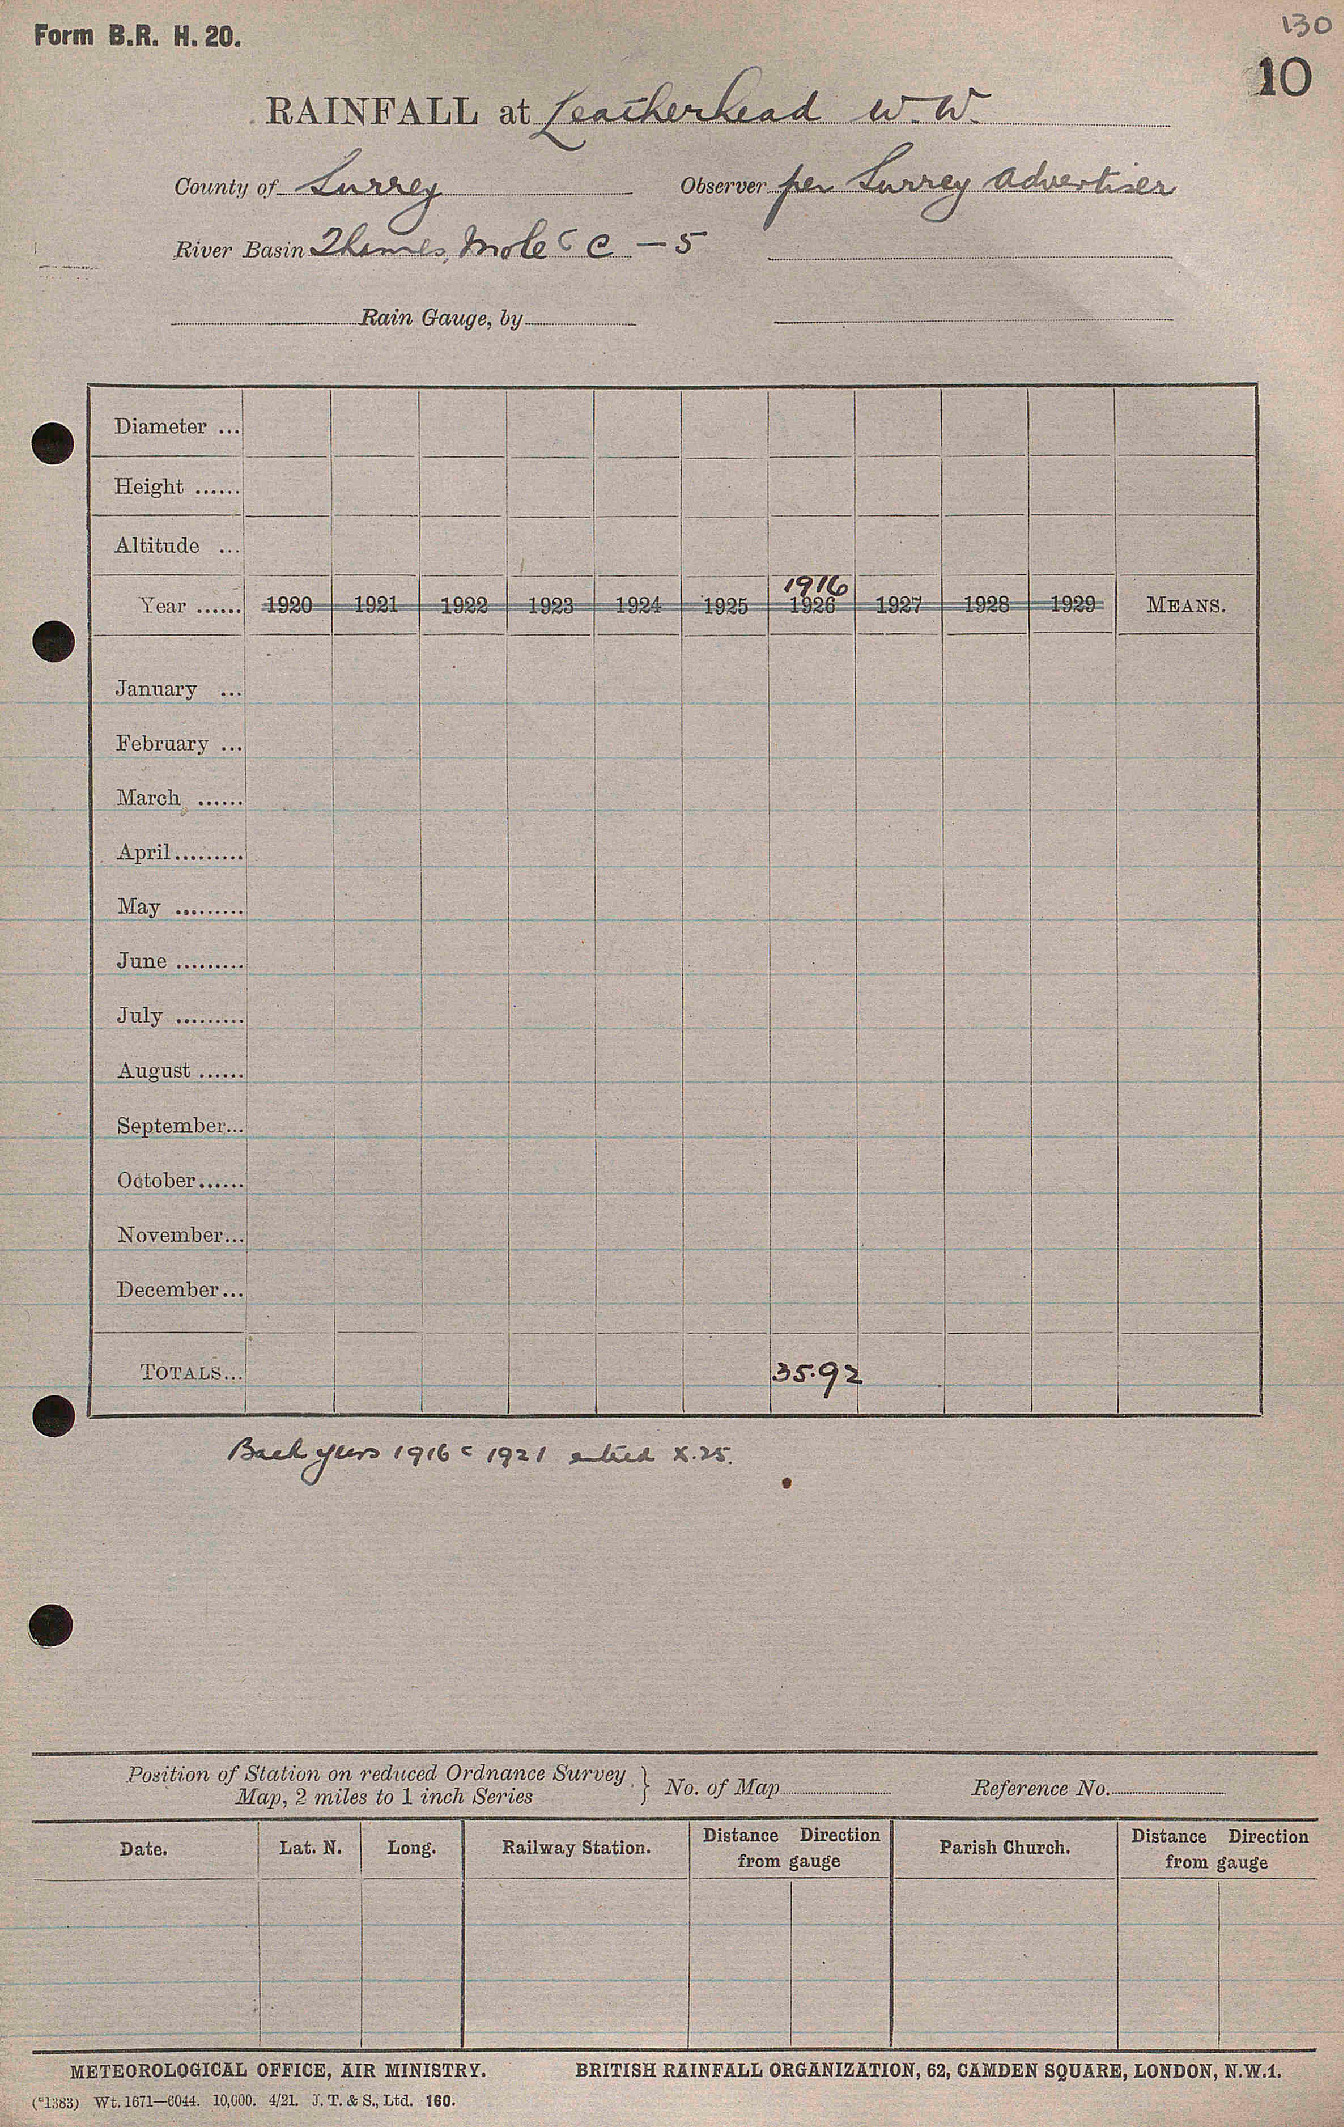 Form B.R. H. 20.
130
10
RAINFALL at Leatherhead W.W.
County of Surrey Observer per Surrey Advertiser
River Basin Thames, Mole C C - 5
Rain Gauge, by
Diameter ...
Height ......
Altitude ...
1916
Year ...... 1920 1921 1922 1923 1924 1925 1926 1927 1928 1929 MEANS.
January ...
February ...
March ......
April.........
May .........
June .........
July .........
August ......
September...
October......
November...
December...
TOTALS... 35.92
Back years 1916 c 1921 entered X.25.
Position of Station on reduced Ordnance Survey
Map, 2 miles to 1 inch Series } No. of Map Reference No.
Date. Lat. N. Long. Railway Station. Distance Direction from gauge Parish Church. Distance Direction from gauge
METEOROLOGICAL OFFICE, AIR MINISTRY. BRITISH RAINFALL ORGANIZATION, 62, CAMDEN SQUARE, LONDON, N.W.1.
(*1383) Wt. 1671—6044. 10,000. 4/21. J. T. & S., Ltd. 160.